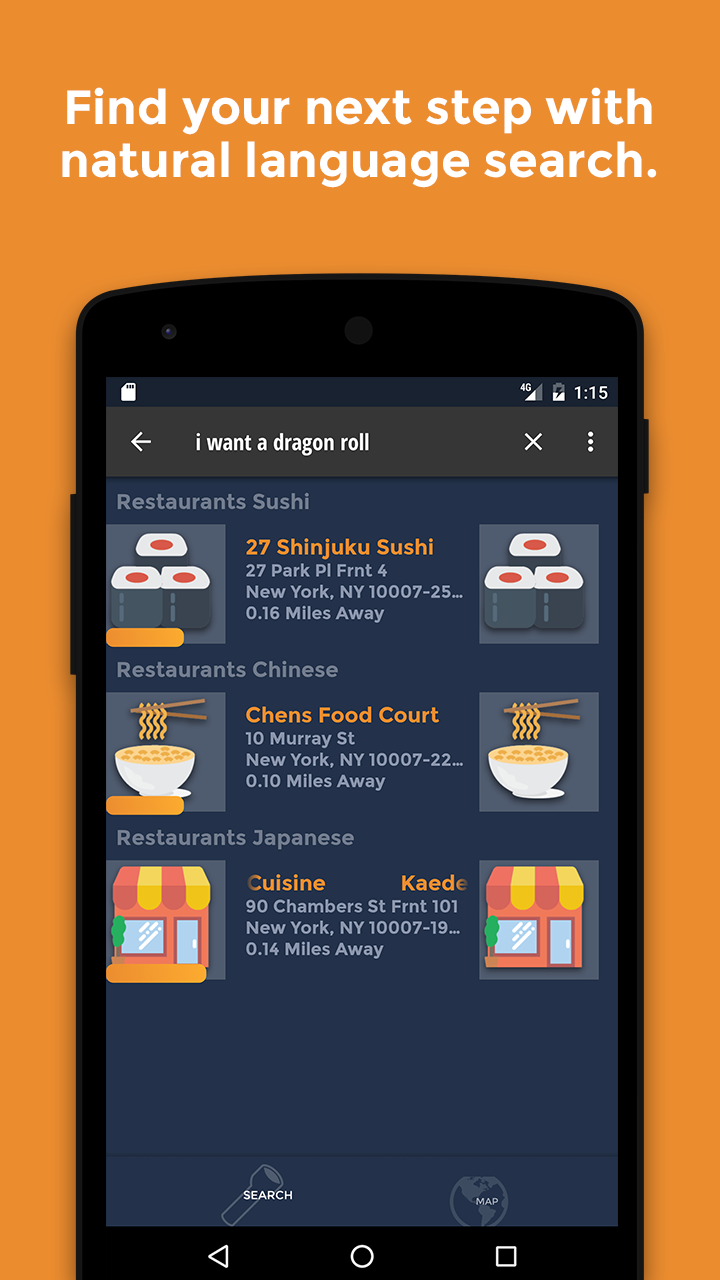 Find your next step with
natural language search.
4G 1:15
i want a dragon roll
Restaurants Sushi
27 Shinjuku Sushi
27 Park Pl Frnt 4
New York, NY 10007-25...
0.16 Miles Away
Restaurants Chinese
Chens Food Court
10 Murray St
New York, NY 10007-22...
0.10 Miles Away
Restaurants Japanese
Cuisine Kaede
90 Chambers St Frnt 101
New York, NY 10007-19...
0.14 Miles Away
SEARCH
MAP